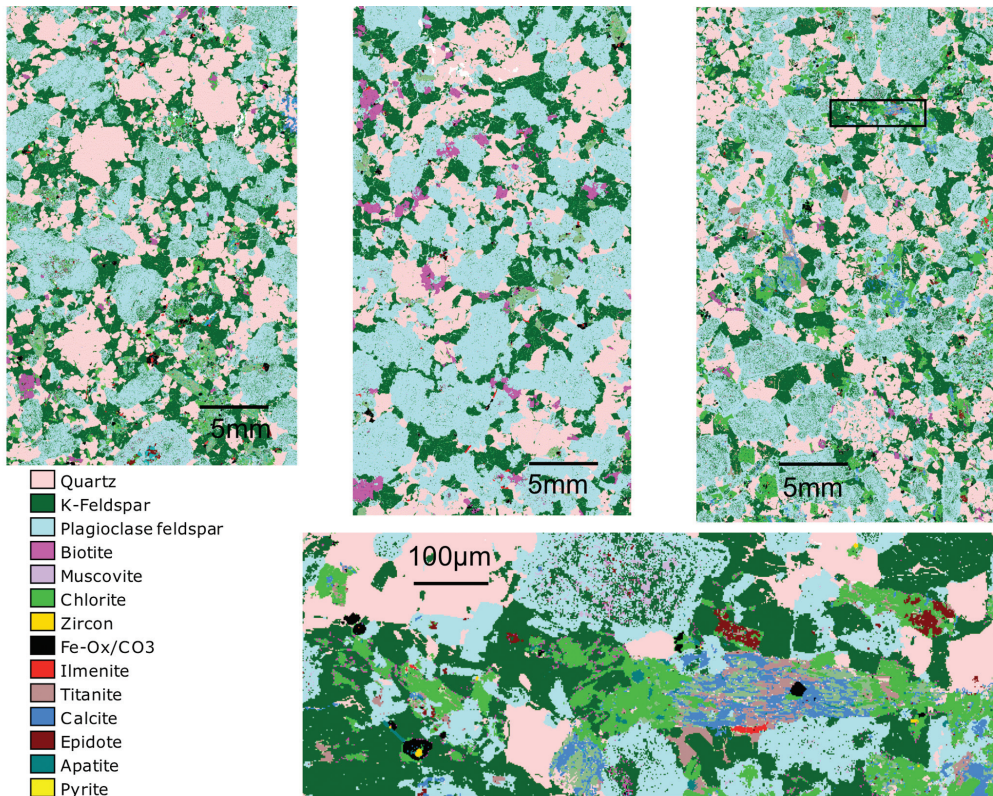 5mm
5mm
5mm
Quartz
K-Feldspar
Plagioclase feldspar
Biotite
Muscovite
Chlorite
Zircon
Fe-Ox/CO3
Ilmenite
Titanite
Calcite
Epidote
Apatite
Pyrite
100µm